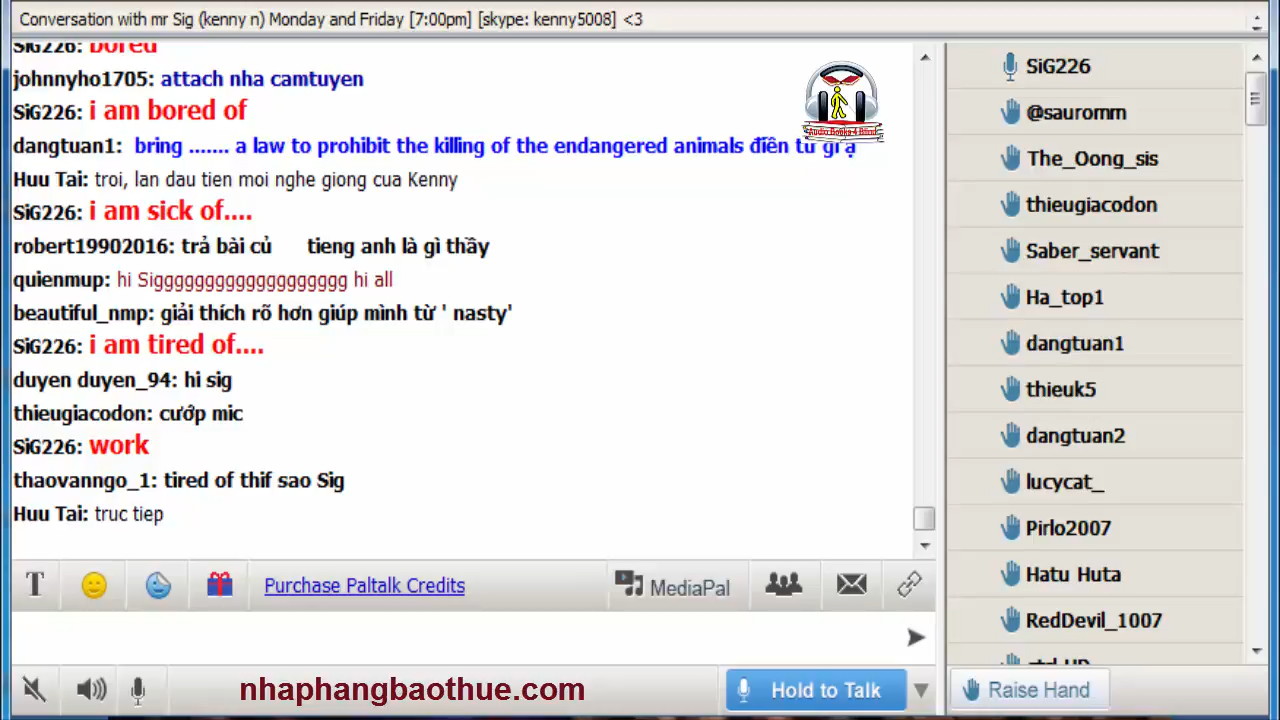 Conversation with mr Sig (kenny n) Monday and Friday [7:00pm] [skype: kenny5008] <3
SiG226: bored
johnnyho1705: attach nha camtuyen
SiG226: i am bored of
dangtuan1: bring ....... a law to prohibit the killing of the endangered animals điền từ gì ạ
Huu Tai: troi, lan dau tien moi nghe giong cua Kenny
SiG226: i am sick of....
robert19902016: trả bài củ tieng anh là gì thầy
quienmup: hi Siggggggggggggggggggg hi all
beautiful_nmp: giải thích rõ hơn giúp mình từ ' nasty'
SiG226: i am tired of....
duyen duyen_94: hi sig
thieugiacodon: cướp mic
SiG226: work
thaovanngo_1: tired of thif sao Sig
Huu Tai: truc tiep
Audio Books 4 Blind
T
Purchase Paltalk Credits
MediaPal
nhaphangbaothue.com
Hold to Talk
SiG226
@sauromm
The_Oong_sis
thieugiacodon
Saber_servant
Ha_top1
dangtuan1
thieuk5
dangtuan2
lucycat_
Pirlo2007
Hatu Huta
RedDevil_1007
Raise Hand